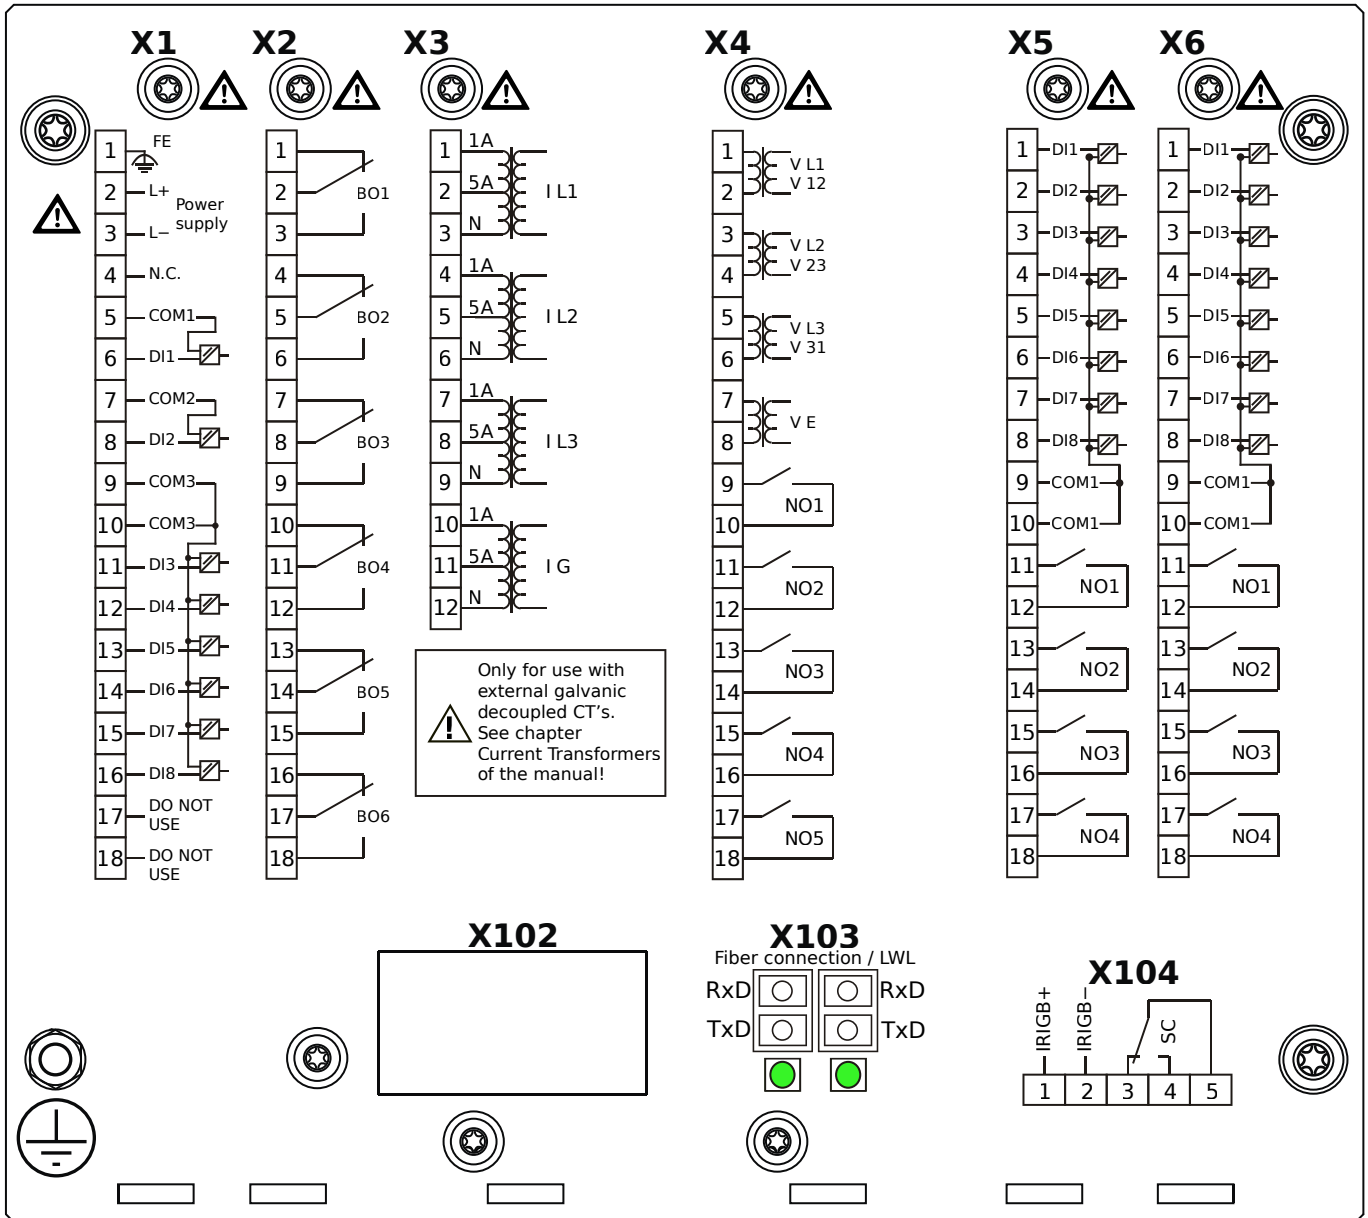 X1 X2 X3 X4 X5 X6
1 FE
2 L+
Power
supply
3 L−
4 N.C.
5 COM1
6 DI1
7 COM2
8 DI2
9 COM3
10 COM3
11 DI3
12 DI4
13 DI5
14 DI6
15 DI7
16 DI8
17 DO NOT
USE
18 DO NOT
USE
1
2 BO1
3
4
5 BO2
6
7
8 BO3
9
10
11 BO4
12
13
14 BO5
15
16
17 BO6
18
1 1A
2 5A I L1
3 N
4 1A
5 5A I L2
6 N
7 1A
8 5A I L3
9 N
10 1A
11 5A I G
12 N
Only for use with
external galvanic
decoupled CT's.
See chapter
Current Transformers
of the manual!
1 V L1
2 V 12
3 V L2
4 V 23
5 V L3
6 V 31
7
V E
8
9
NO1
10
11
NO2
12
13
NO3
14
15
NO4
16
17
NO5
18
1 DI1
2 DI2
3 DI3
4 DI4
5 DI5
6 DI6
7 DI7
8 DI8
9 COM1
10 COM1
11
NO1
12
13
NO2
14
15
NO3
16
17
NO4
18
1 DI1
2 DI2
3 DI3
4 DI4
5 DI5
6 DI6
7 DI7
8 DI8
9 COM1
10 COM1
11
NO1
12
13
NO2
14
15
NO3
16
17
NO4
18
X102
X103
Fiber connection / LWL
RxD RxD
TxD TxD
X104
IRIGB+
IRIGB−
SC
1 2 3 4 5